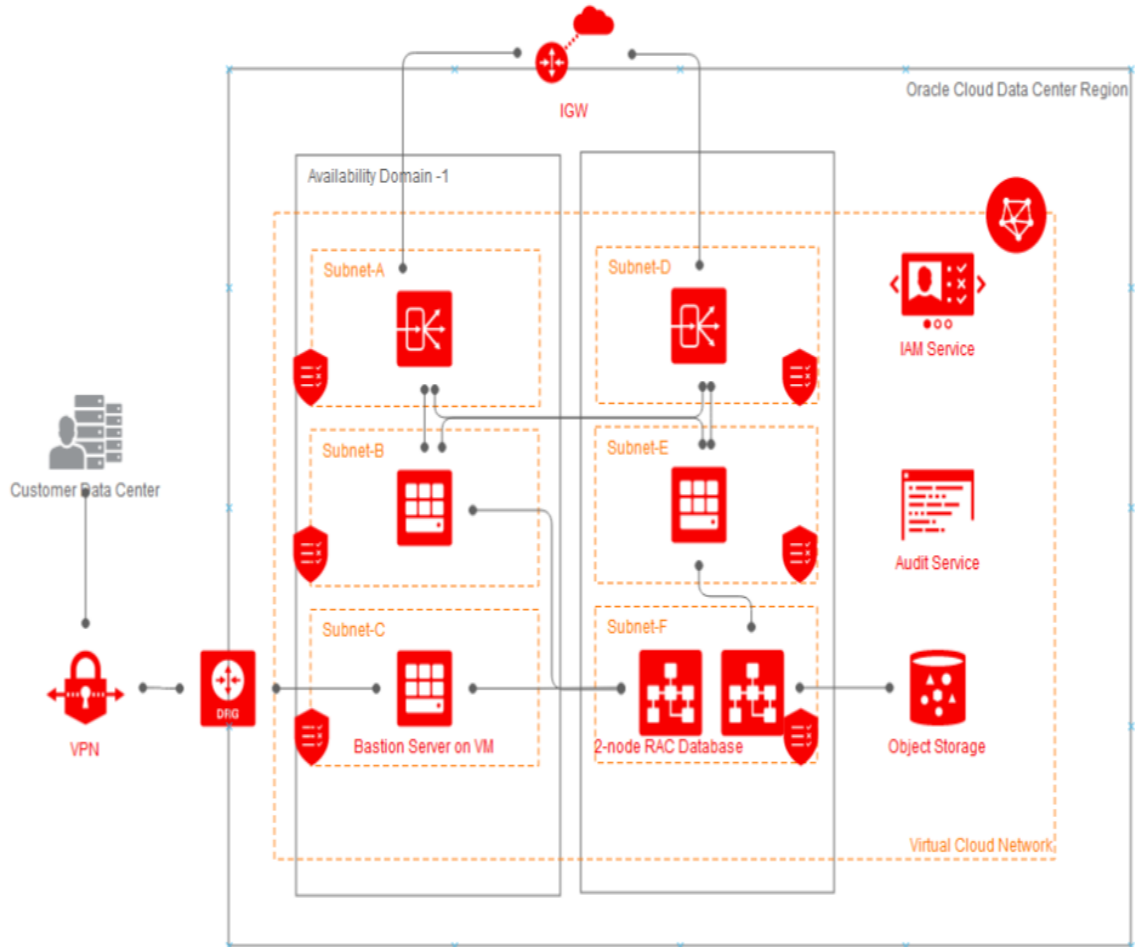 IGW
Oracle Cloud Data Center Region
Availability Domain -1
Subnet-A
Subnet-D
IAM Service
Subnet-B
Subnet-E
Customer Data Center
Audit Service
Subnet-C
Subnet-F
DRG
VPN
Bastion Server on VM
2-node RAC Database
Object Storage
Virtual Cloud Network